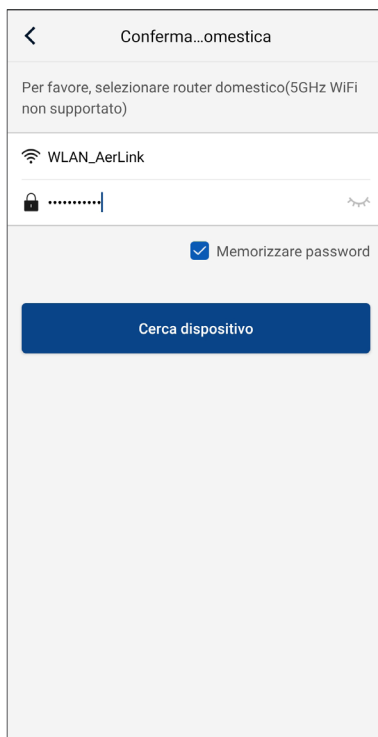 Conferma...omestica
Per favore, selezionare router domestico(5GHz WiFi
non supportato)
WLAN_AerLink
•••••••••••
Memorizzare password
Cerca dispositivo